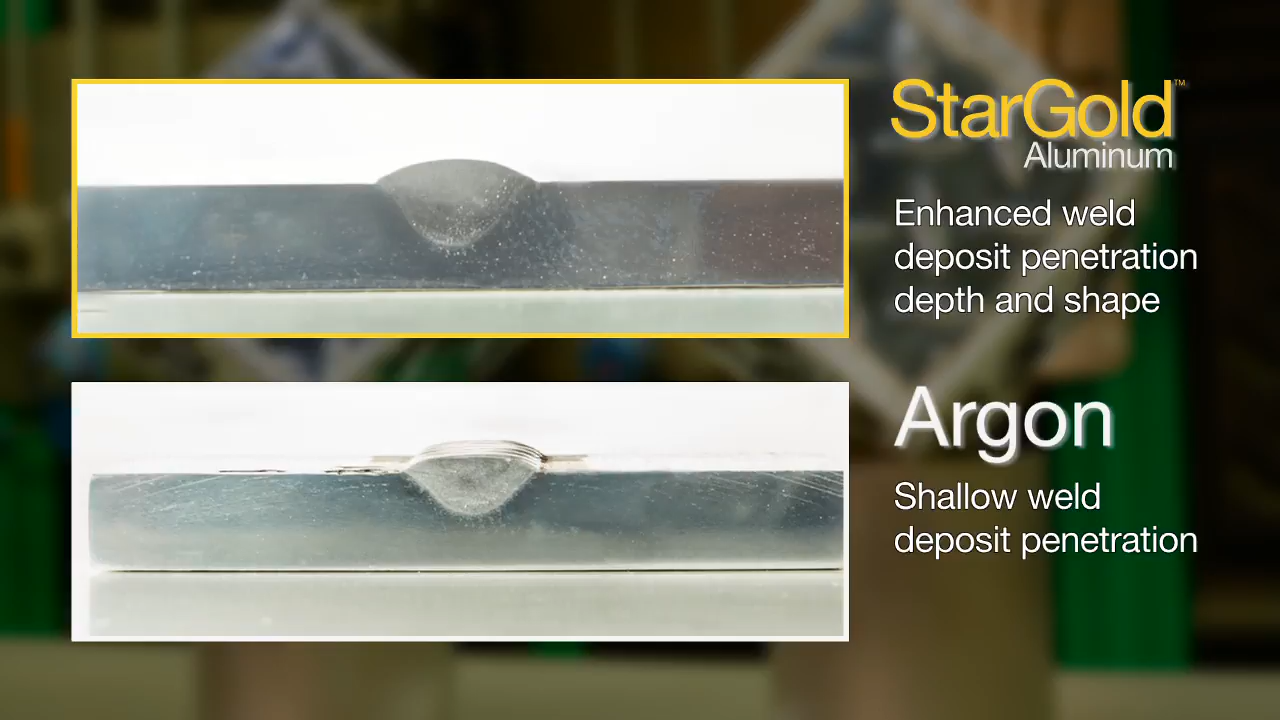 StarGold™
Aluminum
Enhanced weld
deposit penetration
depth and shape
Argon
Shallow weld
deposit penetration